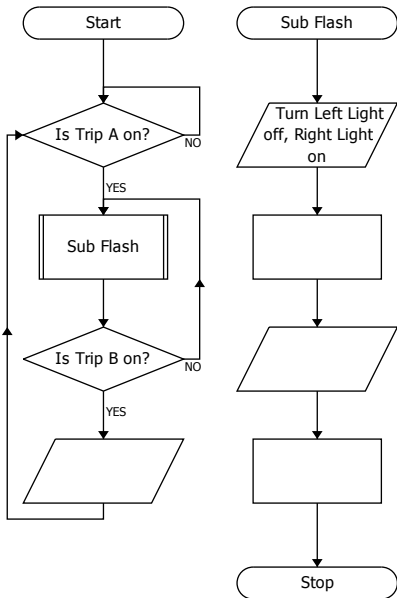 Start
Is Trip A on?
NO
YES
Sub Flash
Is Trip B on?
NO
YES
Sub Flash
Turn Left Light
off, Right Light
on
Stop